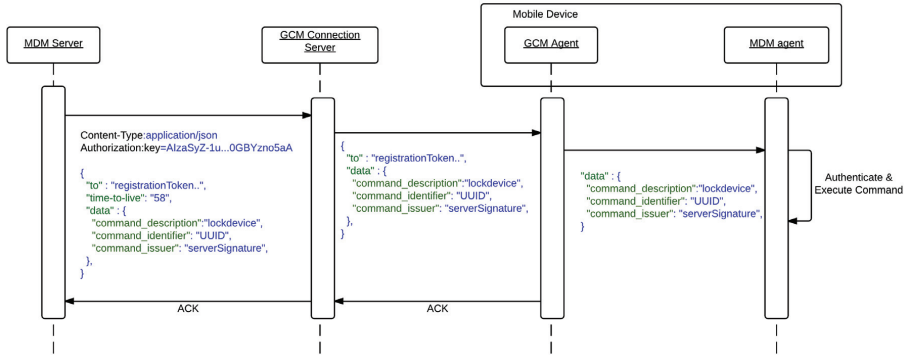 Mobile Device
MDM Server
GCM Connection
Server
GCM Agent
MDM agent
Content-Type:application/json
Authorization:key=AIzaSyZ-1u...0GBYzno5aA
{
"to" : "registrationToken..",
"time-to-live": "58",
"data" : {
"command_description":"lockdevice",
"command_identifier": "UUID",
"command_issuer": "serverSignature",
},
}
{
"to" : "registrationToken..",
"data" : {
"command_description":"lockdevice",
"command_identifier": "UUID",
"command_issuer": "serverSignature",
},
}
"data" : {
"command_description":"lockdevice",
"command_identifier": "UUID",
"command_issuer": "serverSignature",
}
Authenticate &
Execute Command
ACK
ACK